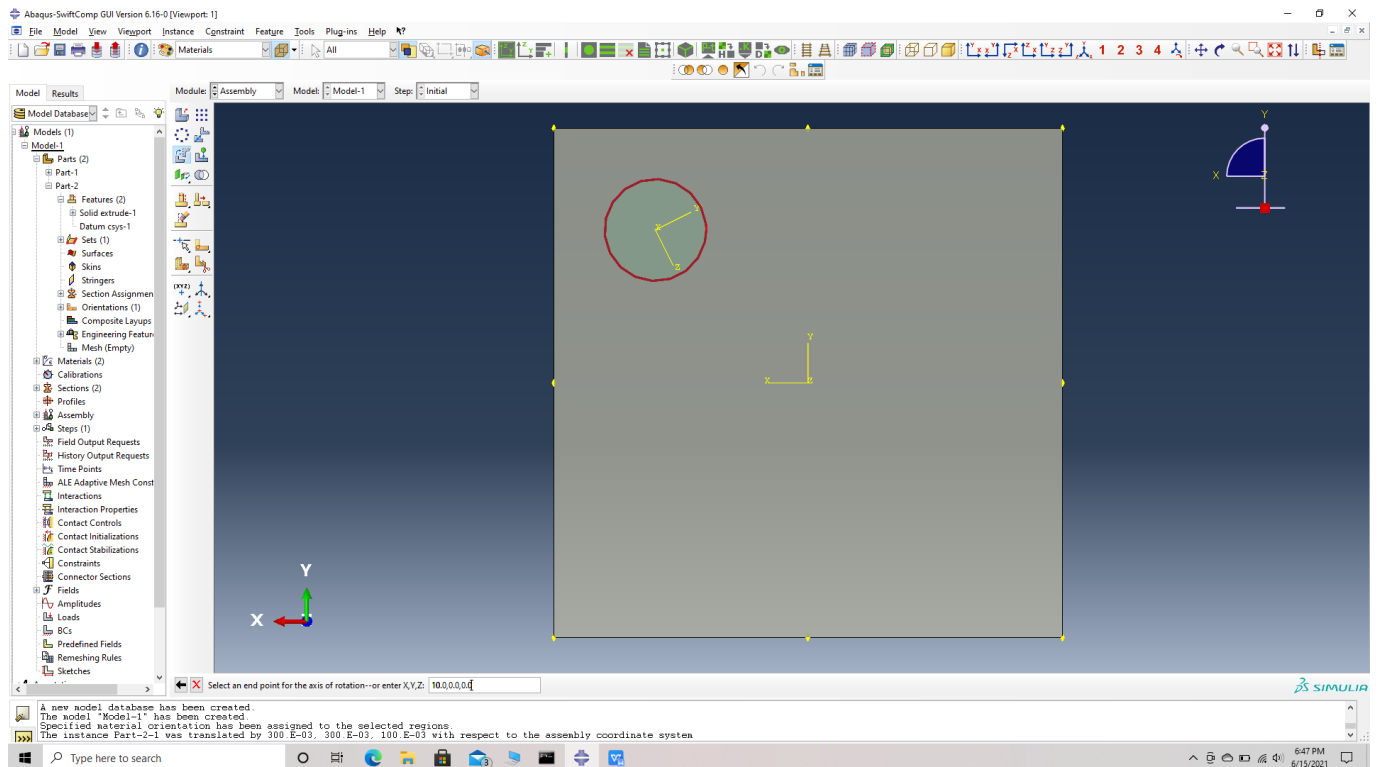 Abaqus-SwiftComp GUI Version 6.16-0 [Viewport: 1]
File Model View Viewport Instance Constraint Feature Tools Plug-ins Help
Materials All 1 2 3 4
Model Results Module: Assembly Model: Model-1 Step: Initial
Model Database
Models (1)
Model-1
Parts (2)
Part-1
Part-2
Features (2)
Solid extrude-1
Datum csys-1
Sets (1)
Surfaces
Skins
Stringers
Section Assignmen
Orientations (1)
Composite Layups
Engineering Featur
Mesh (Empty)
Materials (2)
Calibrations
Sections (2)
Profiles
Assembly
Steps (1)
Field Output Requests
History Output Requests
Time Points
ALE Adaptive Mesh Const
Interactions
Interaction Properties
Contact Controls
Contact Initializations
Contact Stabilizations
Constraints
Connector Sections
Fields
Amplitudes
Loads
BCs
Predefined Fields
Remeshing Rules
Sketches
Y
X Z
Y
X
Z
Y
X Z
Y
X
Select an end point for the axis of rotation--or enter X,Y,Z: 10.0,0.0,0.0
SIMULIA
A new model database has been created.
The model "Model-1" has been created.
Specified material orientation has been assigned to the selected regions.
The instance Part-2-1 was translated by 300.E-03, 300.E-03, 100.E-03 with respect to the assembly coordinate system
Type here to search
6:47 PM
6/15/2021